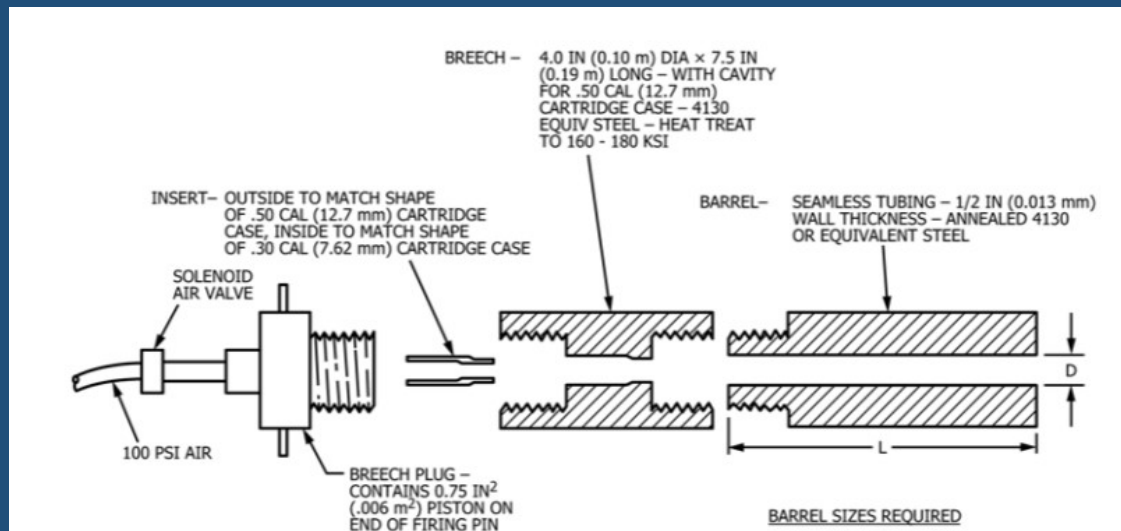 BREECH – 4.0 IN (0.10 m) DIA × 7.5 IN
(0.19 m) LONG – WITH CAVITY
FOR .50 CAL (12.7 mm)
CARTRIDGE CASE – 4130
EQUIV STEEL – HEAT TREAT
TO 160 - 180 KSI
INSERT– OUTSIDE TO MATCH SHAPE
OF .50 CAL (12.7 mm) CARTRIDGE
CASE, INSIDE TO MATCH SHAPE
OF .30 CAL (7.62 mm) CARTRIDGE CASE
BARREL– SEAMLESS TUBING – 1/2 IN (0.013 mm)
WALL THICKNESS – ANNEALED 4130
OR EQUIVALENT STEEL
SOLENOID
AIR VALVE
D
L
100 PSI AIR
BREECH PLUG –
CONTAINS 0.75 IN²
(.006 m²) PISTON ON
END OF FIRING PIN
BARREL SIZES REQUIRED